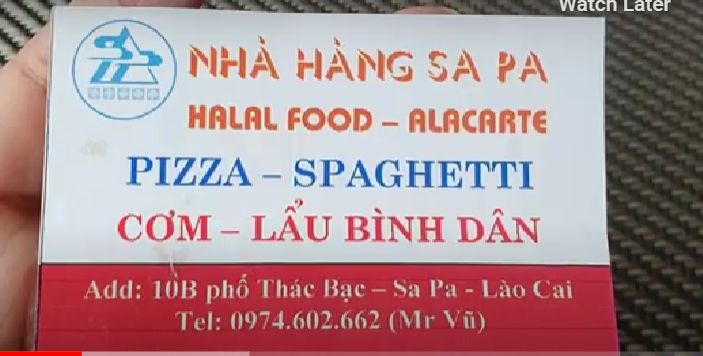 Watch Later
NHÀ HÀNG SA PA
HALAL FOOD – ALACARTE
PIZZA – SPAGHETTI
CƠM – LẨU BÌNH DÂN
Add: 10B phố Thác Bạc – Sa Pa - Lào Cai
Tel: 0974.602.662 (Mr Vũ)